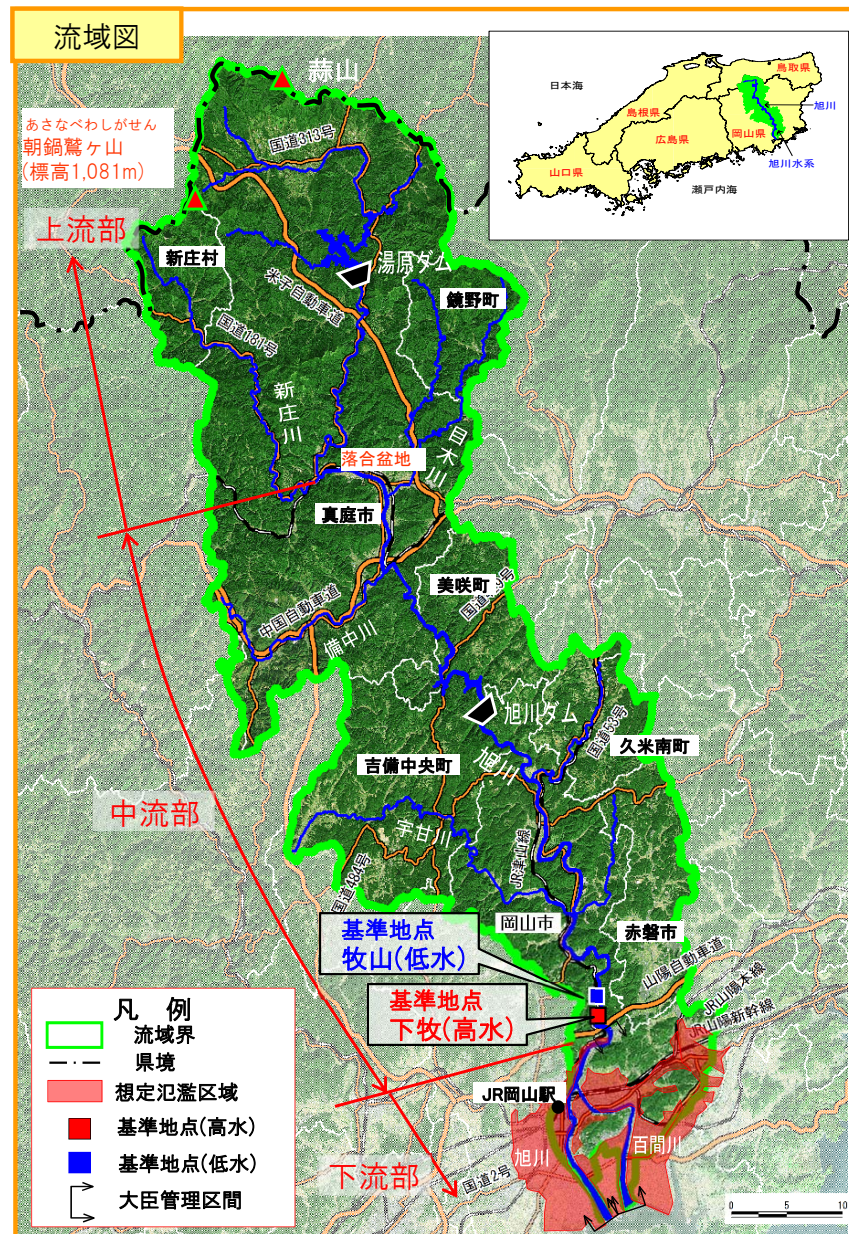 流域図
蒜山
鳥取県
日本海
島根県
旭川
岡山県
広島県
旭川水系
山口県
瀬戸内海
あさなべわしがせん
朝鍋鷲ヶ山
(標高1,081m)
国道313号
上流部
新庄村
湯原ダム
米子自動車道
鏡野町
国道181号
新庄川
目木川
落合盆地
真庭市
美咲町
中国自動車道
備中川
旭川ダム
国道53号
久米南町
旭川
吉備中央町
中流部
宇甘川
JR津山線
国道484号
岡山市
赤磐市
基準地点
牧山(低水)
山陽自動車道
基準地点
下牧(高水)
JR山陽本線
JR山陽新幹線
JR岡山駅
百間川
旭川
下流部
国道2号
凡 例
流域界
県境
想定氾濫区域
基準地点(高水)
基準地点(低水)
大臣管理区間
0 5 10